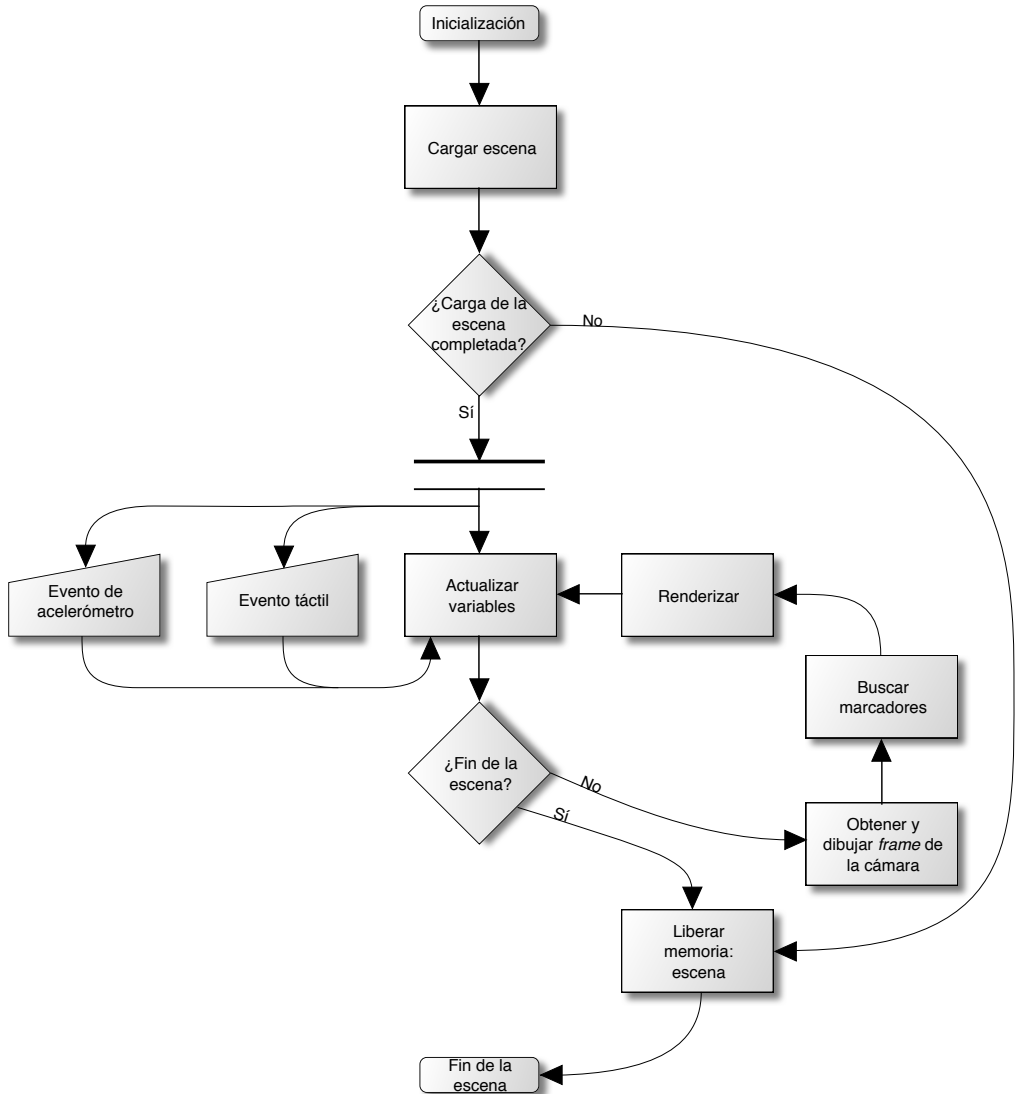 Inicialización
Cargar escena
¿Carga de la
escena
completada?
No
Sí
Evento de
acelerómetro
Evento táctil
Actualizar
variables
Renderizar
Buscar
marcadores
¿Fin de la
escena?
No
Sí
Obtener y
dibujar frame de
la cámara
Liberar
memoria:
escena
Fin de la
escena